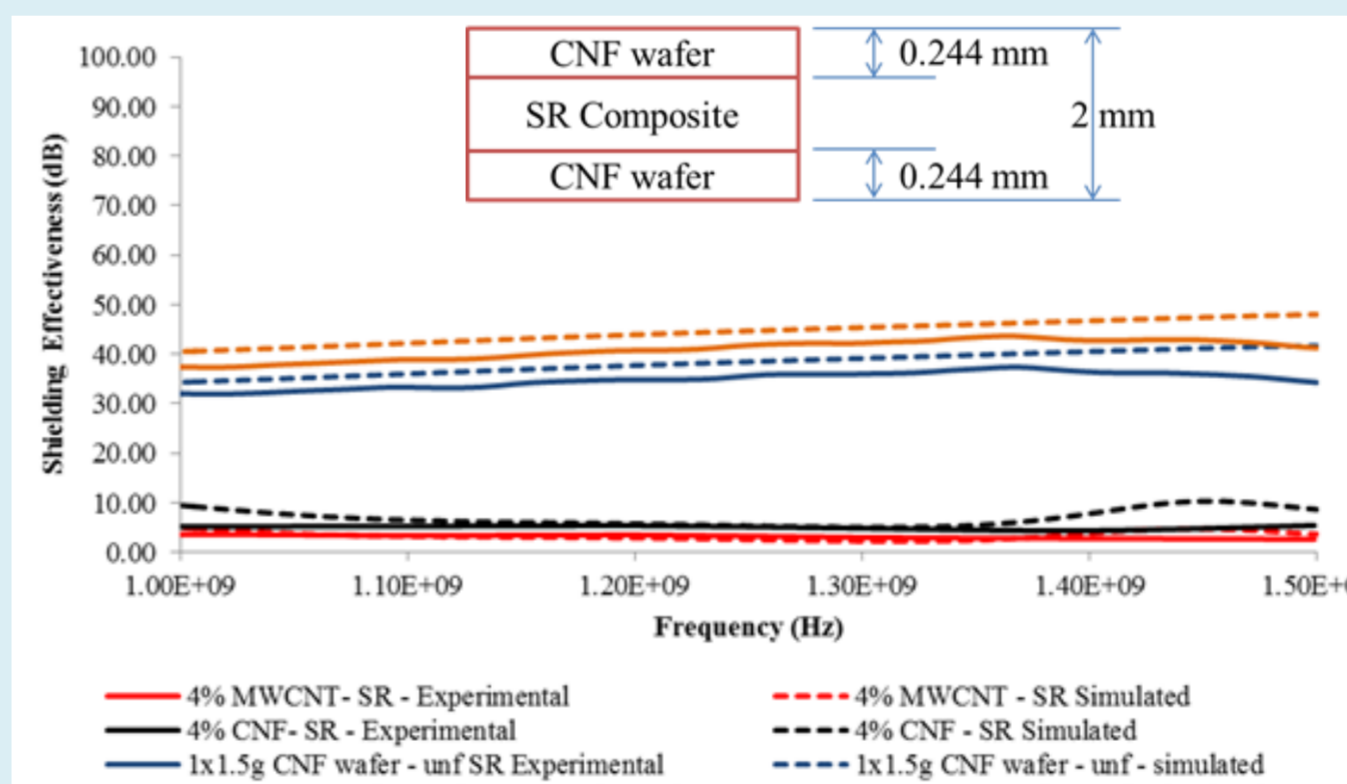 100.00
90.00
80.00
70.00
60.00
50.00
40.00
30.00
20.00
10.00
0.00
Shielding Effectiveness (dB)
CNF wafer
0.244 mm
SR Composite
2 mm
CNF wafer
0.244 mm
1.00E+09 1.10E+09 1.20E+09 1.30E+09 1.40E+09 1.50E+0
Frequency (Hz)
4% MWCNT- SR - Experimental
4% MWCNT - SR Simulated
4% CNF- SR - Experimental
4% CNF - SR Simulated
1x1.5g CNF wafer - unf SR Experimental
1x1.5g CNF wafer - unf - simulated